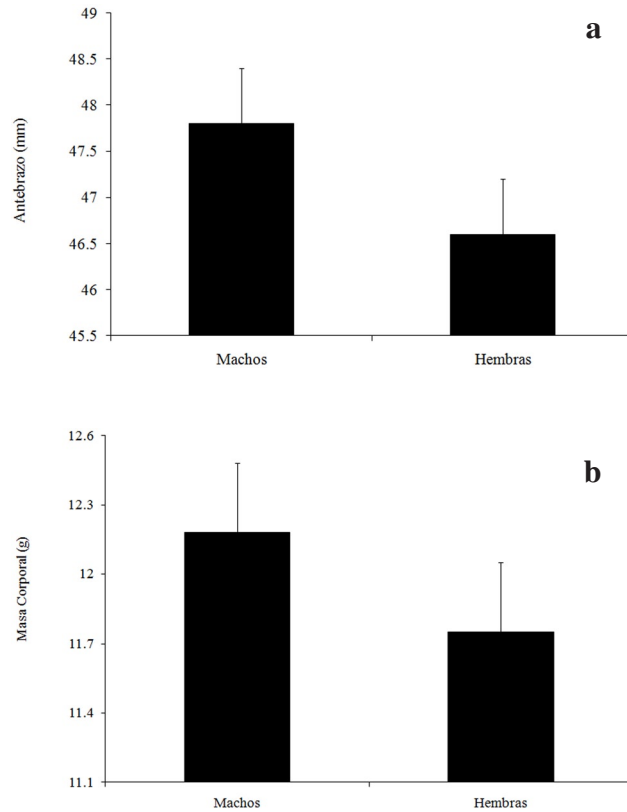 a
Antebrazo (mm)
49
48.5
48
47.5
47
46.5
46
45.5
Machos Hembras
b
Masa Corporal (g)
12.6
12.3
12
11.7
11.4
11.1
Machos Hembras